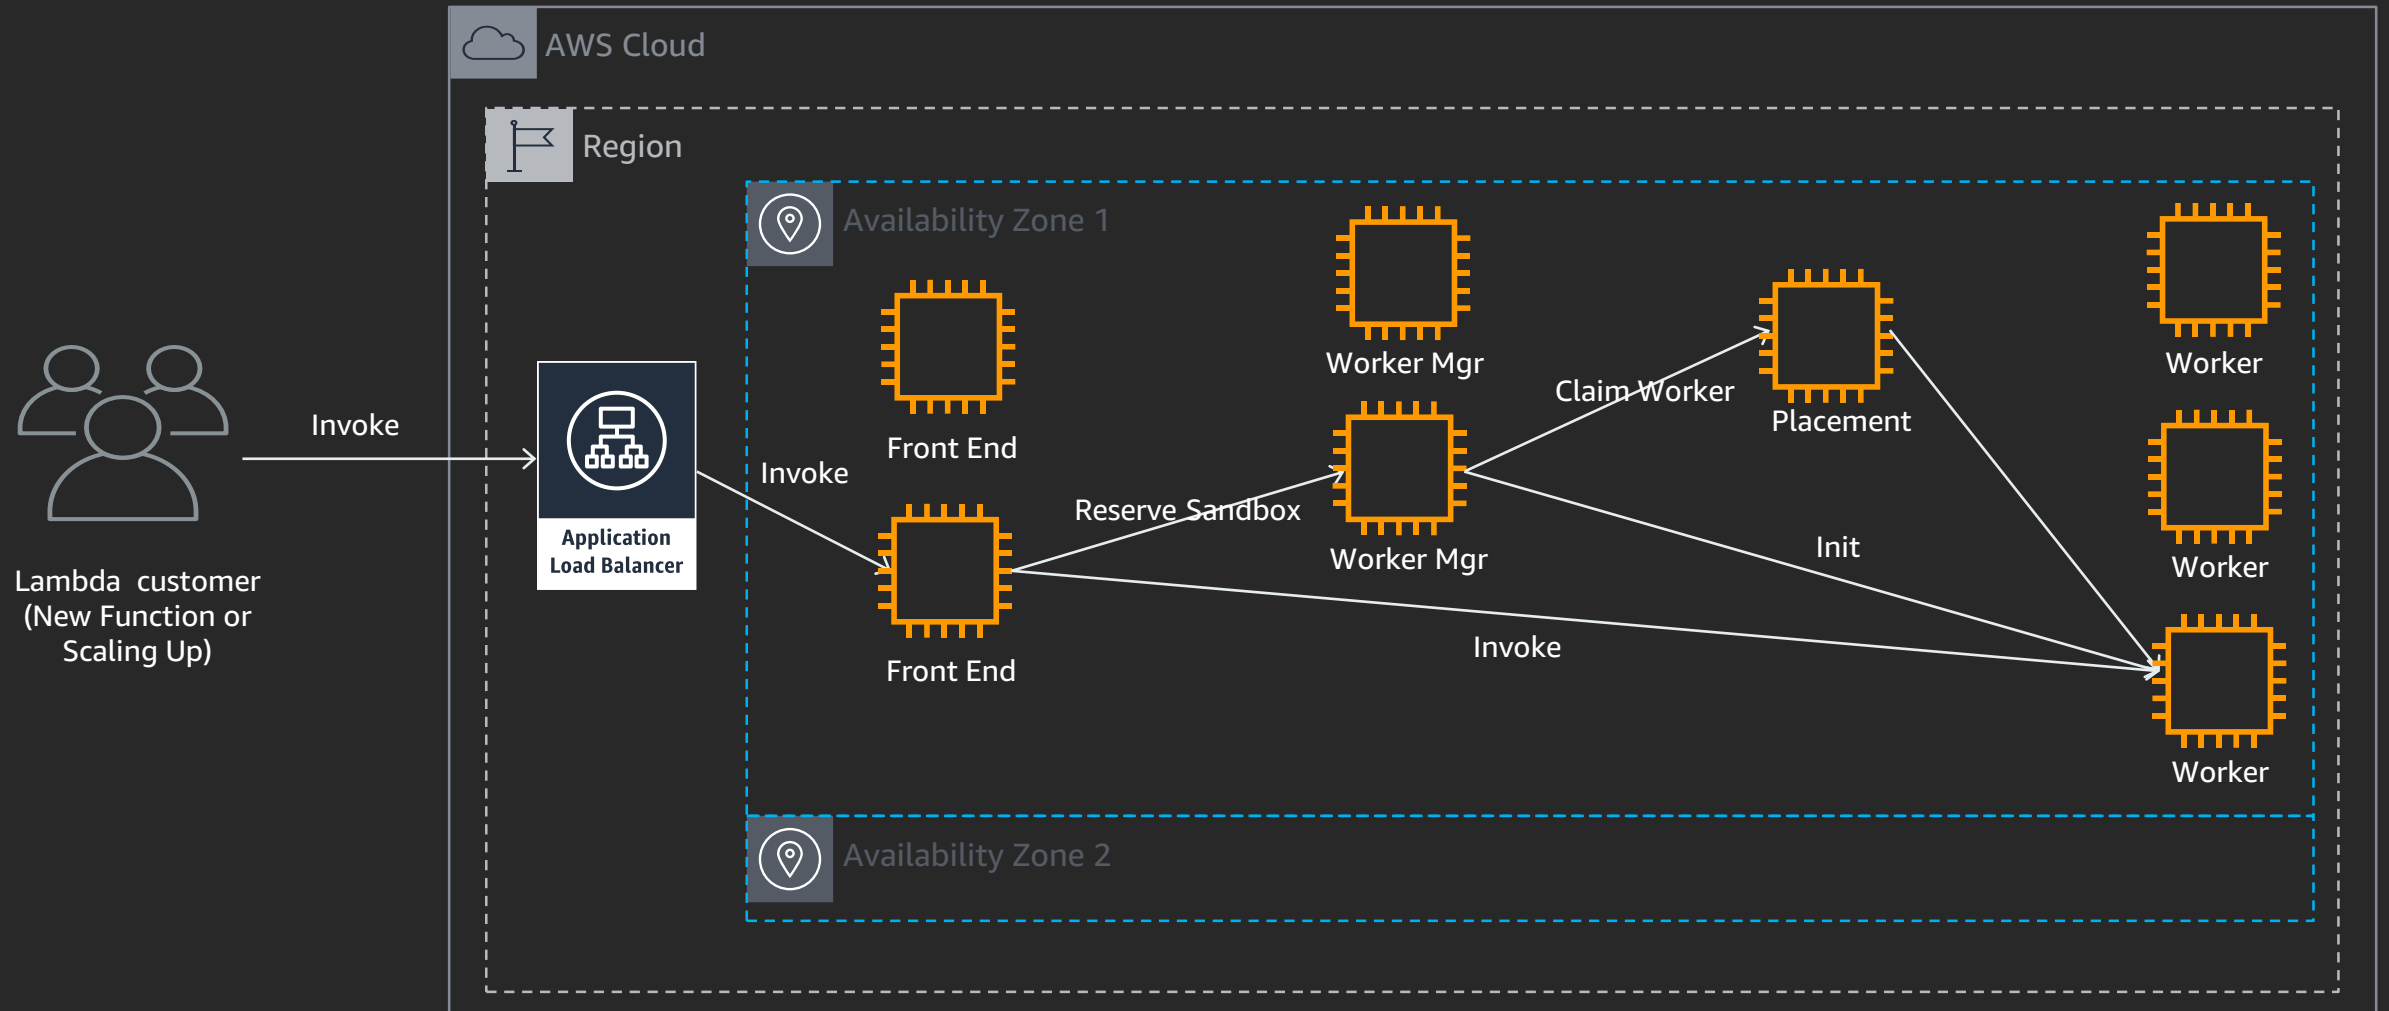 AWS Cloud
Region
Availability Zone 1
Worker Mgr
Worker
Claim Worker
Placement
Invoke
Front End
Invoke
Reserve Sandbox
Application
Load Balancer
Worker Mgr
Init
Worker
Lambda  customer
(New Function or
Scaling Up)
Invoke
Front End
Worker
Availability Zone 2